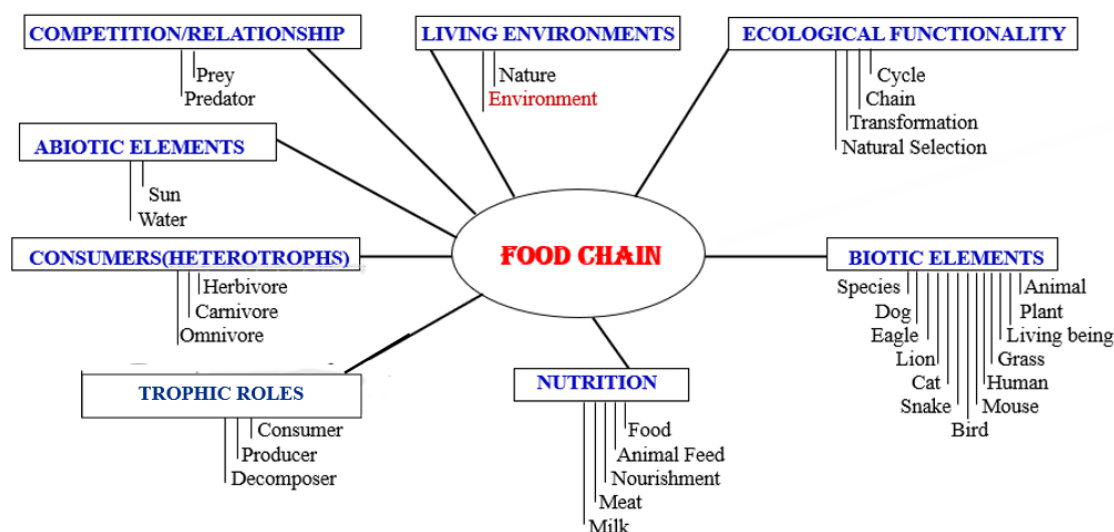 COMPETITION/RELATIONSHIP
Prey
Predator
LIVING ENVIRONMENTS
Nature
Environment
ECOLOGICAL FUNCTIONALITY
Cycle
Chain
Transformation
Natural Selection
ABIOTIC ELEMENTS
Sun
Water
FOOD CHAIN
CONSUMERS(HETEROTROPHS)
Herbivore
Carnivore
Omnivore
BIOTIC ELEMENTS
Species
Animal
Dog
Plant
Eagle
Living being
Lion
Grass
Cat
Human
Snake
Mouse
Bird
TROPHIC ROLES
Consumer
Producer
Decomposer
NUTRITION
Food
Animal Feed
Nourishment
Meat
Milk